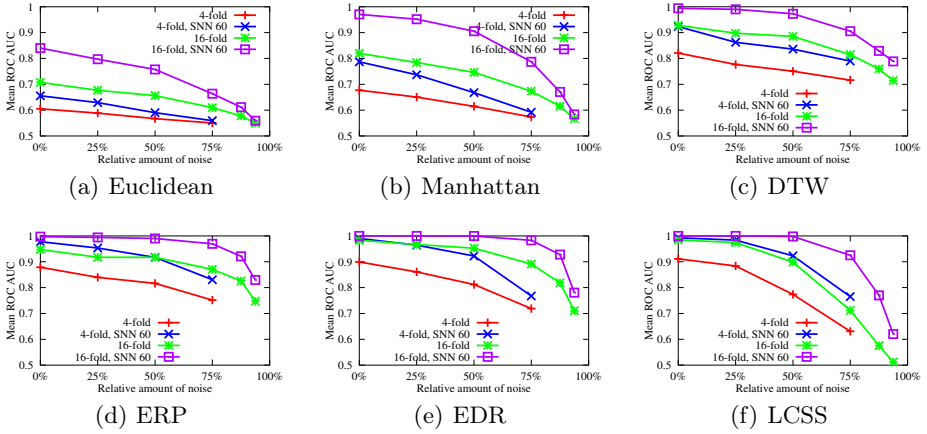 Mean ROC AUC
1
0.9
0.8
0.7
0.6
0.5
0% 25% 50% 75% 100%
Relative amount of noise
4-fold
4-fold, SNN 60
16-fold
16-fold, SNN 60
(a) Euclidean
Mean ROC AUC
1
0.9
0.8
0.7
0.6
0.5
0% 25% 50% 75% 100%
Relative amount of noise
4-fold
4-fold, SNN 60
16-fold
16-fold, SNN 60
(b) Manhattan
Mean ROC AUC
1
0.9
0.8
0.7
0.6
0.5
0% 25% 50% 75% 100%
Relative amount of noise
4-fold
4-fold, SNN 60
16-fold
16-fold, SNN 60
(c) DTW
Mean ROC AUC
1
0.9
0.8
0.7
0.6
0.5
0% 25% 50% 75% 100%
Relative amount of noise
4-fold
4-fold, SNN 60
16-fold
16-fold, SNN 60
(d) ERP
Mean ROC AUC
1
0.9
0.8
0.7
0.6
0.5
0% 25% 50% 75% 100%
Relative amount of noise
4-fold
4-fold, SNN 60
16-fold
16-fold, SNN 60
(e) EDR
Mean ROC AUC
1
0.9
0.8
0.7
0.6
0.5
0% 25% 50% 75% 100%
Relative amount of noise
4-fold
4-fold, SNN 60
16-fold
16-fold, SNN 60
(f) LCSS